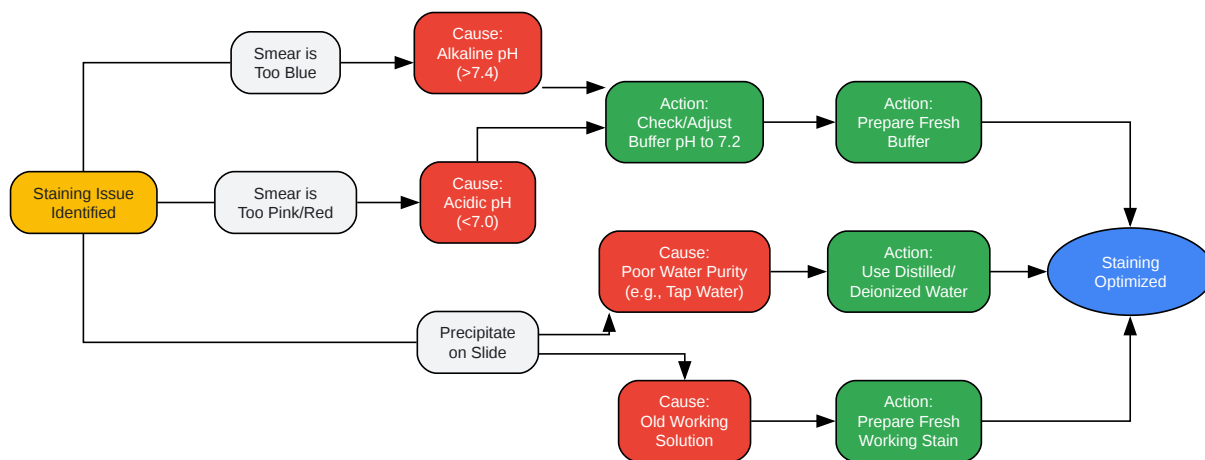 Staining Issue
Identified
Smear is
Too Blue
Cause:
Alkaline pH
(>7.4)
Smear is
Too Pink/Red
Cause:
Acidic pH
(<7.0)
Action:
Check/Adjust
Buffer pH to 7.2
Action:
Prepare Fresh
Buffer
Precipitate
on Slide
Cause:
Poor Water Purity
(e.g., Tap Water)
Action:
Use Distilled/
Deionized Water
Cause:
Old Working
Solution
Action:
Prepare Fresh
Working Stain
Staining
Optimized